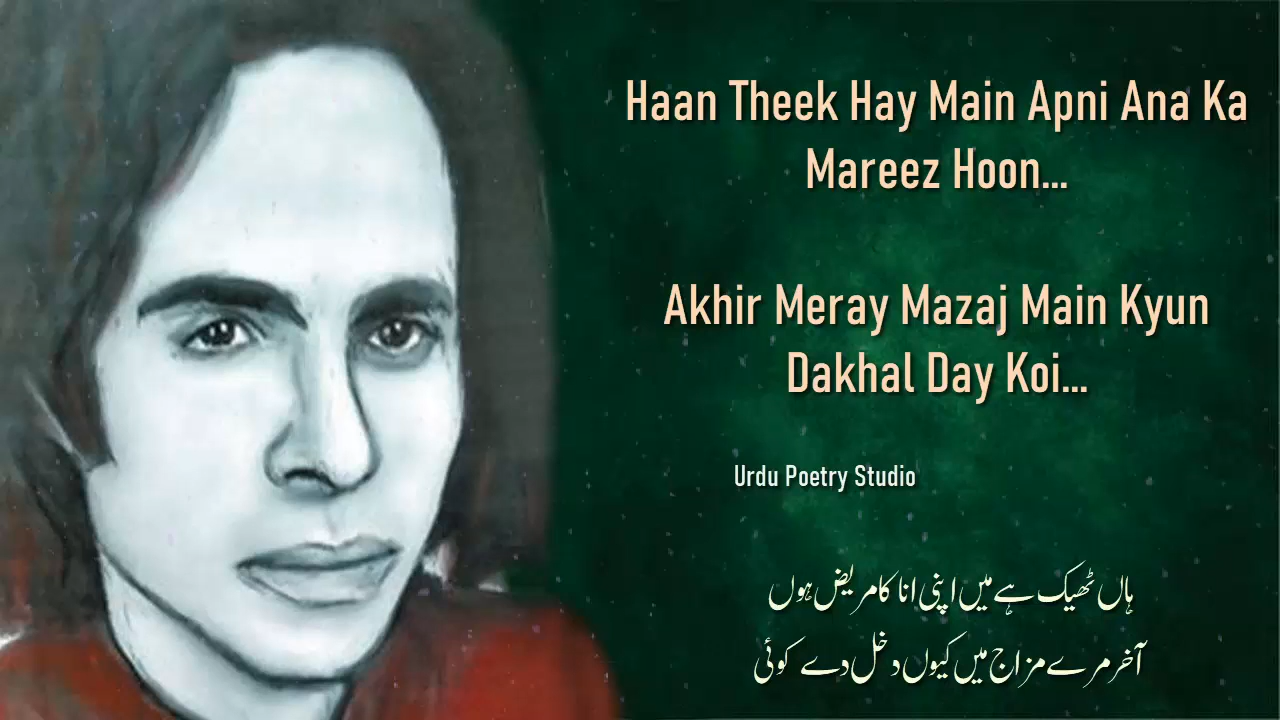 Haan Theek Hay Main Apni Ana Ka
Mareez Hoon...
Akhir Meray Mazaj Main Kyun
Dakhal Day Koi...
Urdu Poetry Studio
ہاں ٹھیک ہے میں اپنی انا کا مریض ہوں
آخر مرے مزاج میں کیوں دخل دے کوئی